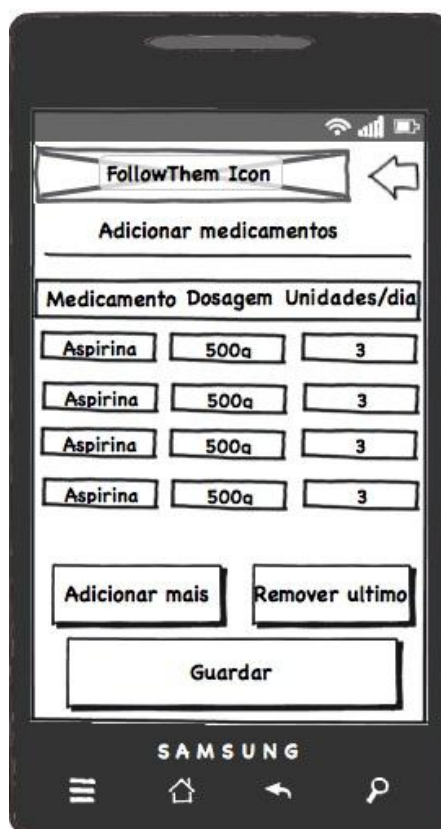 FollowThem Icon
Adicionar medicamentos
Medicamento Dosagem Unidades/dia
Aspirina 500g 3
Aspirina 500g 3
Aspirina 500g 3
Aspirina 500g 3
Adicionar mais Remover ultimo
Guardar
SAMSUNG